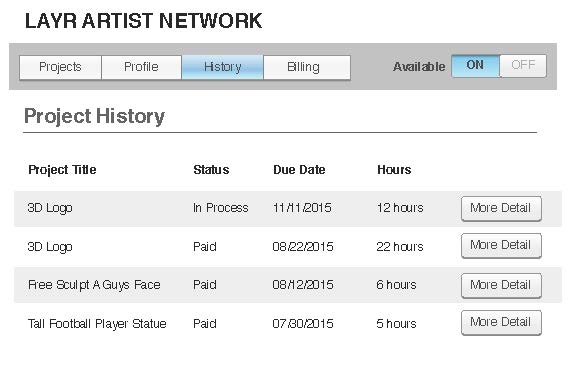 LAYR ARTIST NETWORK
Projects Profile History Billing Available ON OFF
Project History
Project Title Status Due Date Hours
3D Logo In Process 11/11/2015 12 hours More Detail
3D Logo Paid 08/22/2015 22 hours More Detail
Free Sculpt A Guys Face Paid 08/12/2015 6 hours More Detail
Tall Football Player Statue Paid 07/30/2015 5 hours More Detail